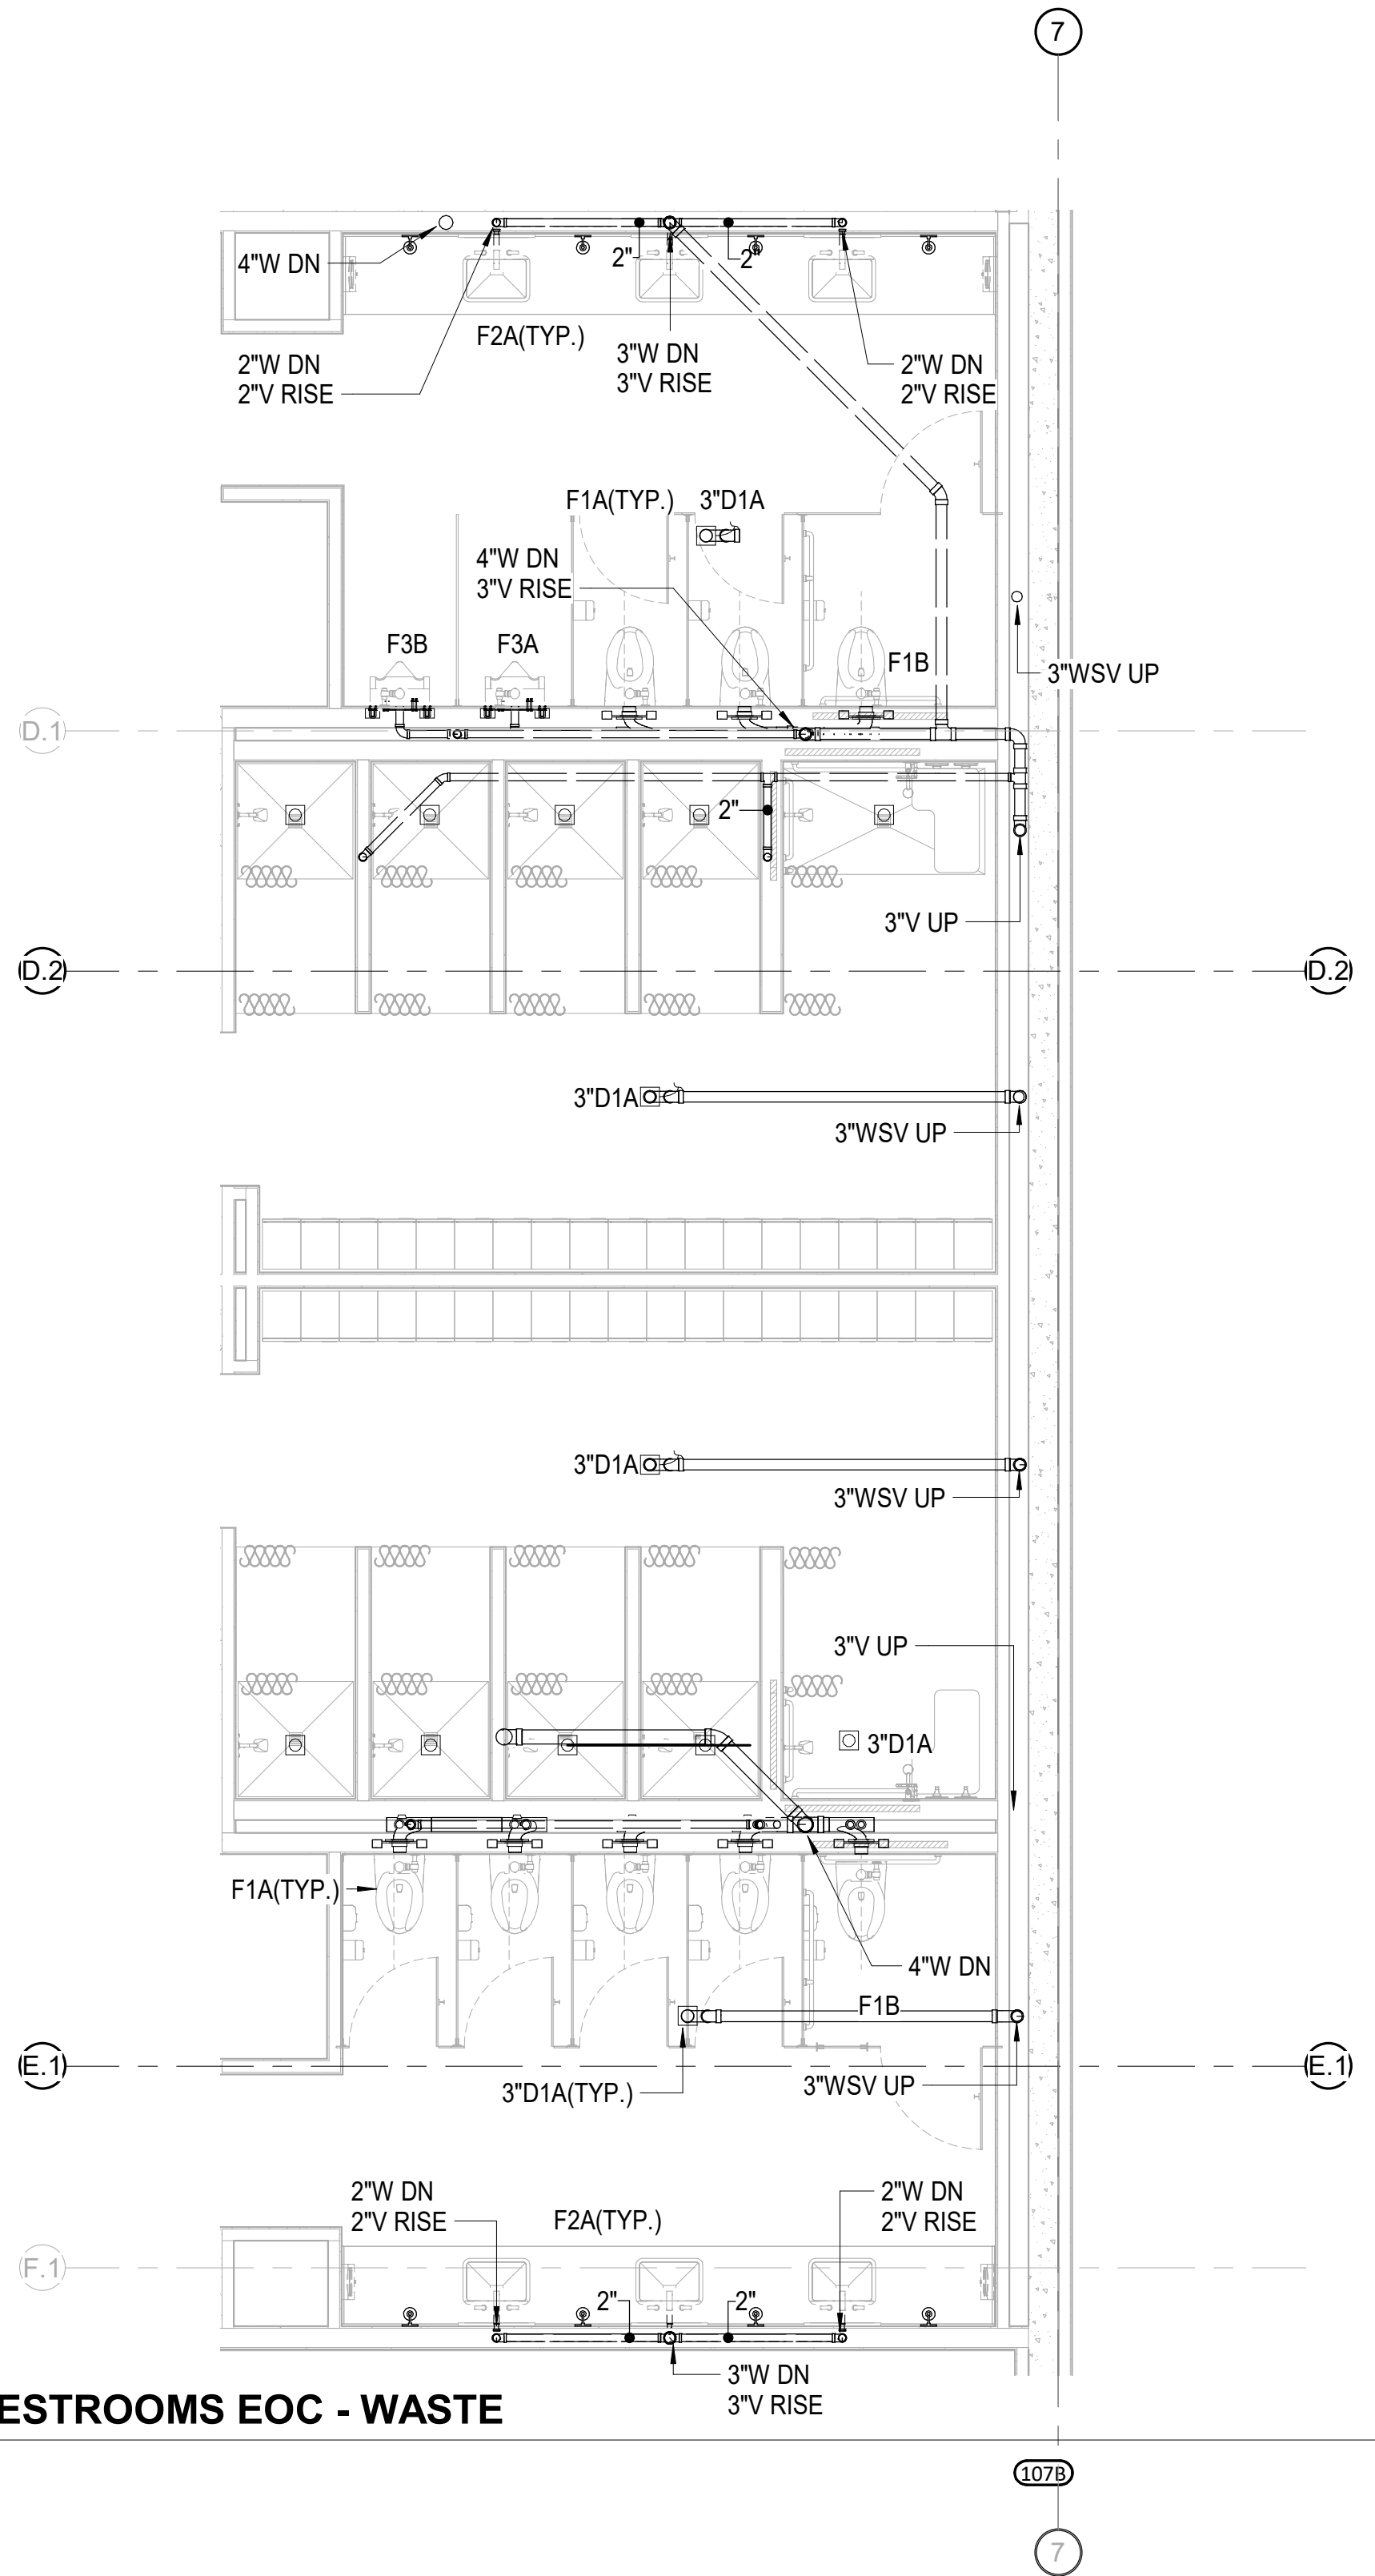 7
4"W DN
2"
2"
F2A(TYP.)
2"W DN
2"V RISE
3"W DN
3"V RISE
2"W DN
2"V RISE
F1A(TYP.)
3"D1A
4"W DN
3"V RISE
F3B
F3A
F1B
3"WSV UP
D.1
2"
3"V UP
D.2
D.2
3"D1A
3"WSV UP
3"D1A
3"WSV UP
3"V UP
3"D1A
F1A(TYP.)
4"W DN
F1B
E.1
E.1
3"D1A(TYP.)
3"WSV UP
2"W DN
2"V RISE
F2A(TYP.)
2"W DN
2"V RISE
F.1
2"
2"
3"W DN
3"V RISE
ESTROOMS EOC - WASTE
107B
7